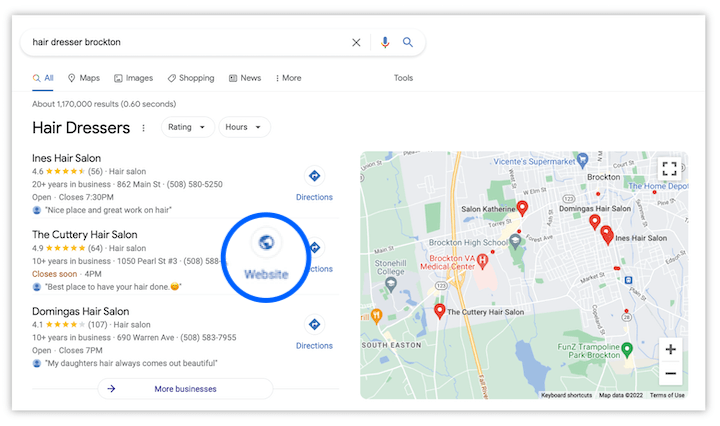 hair dresser brockton
All Maps Images Shopping News More Tools
About 1,170,000 results (0.60 seconds)
Hair Dressers
Rating
Hours
Ines Hair Salon
4.6 (56) · Hair salon
20+ years in business · 862 Main St · (508) 580-5250
Open · Closes 7:30PM
"Nice place and great work on hair"
Directions
The Cuttery Hair Salon
4.9 (64) · Hair salon
10+ years in business · 1050 Pearl St #3 · (508) 588-
Closes soon · 4PM
"Best place to have your hair done.😊"
Website
Domingas Hair Salon
4.1 (107) · Hair salon
10+ years in business · 690 Warren Ave · (508) 583-7955
Open · Closes 7PM
"My daughters hair always comes out beautiful"
Directions
More businesses
Vicente's Supermarket
Brockton
The Home Depot
W Elm St
Salon Katherine
Domingas Hair Salon
Forest Ave
Ines Hair Salon
Brockton High School
Brockton VA
Medical Center
Stonehill
College
The Cuttery Hair Salon
Copeland St
28
SOUTH EASTON
FunZ Trampoline
Park Brockton
Fall River
Keyboard shortcuts Map data ©2022 Terms of Use